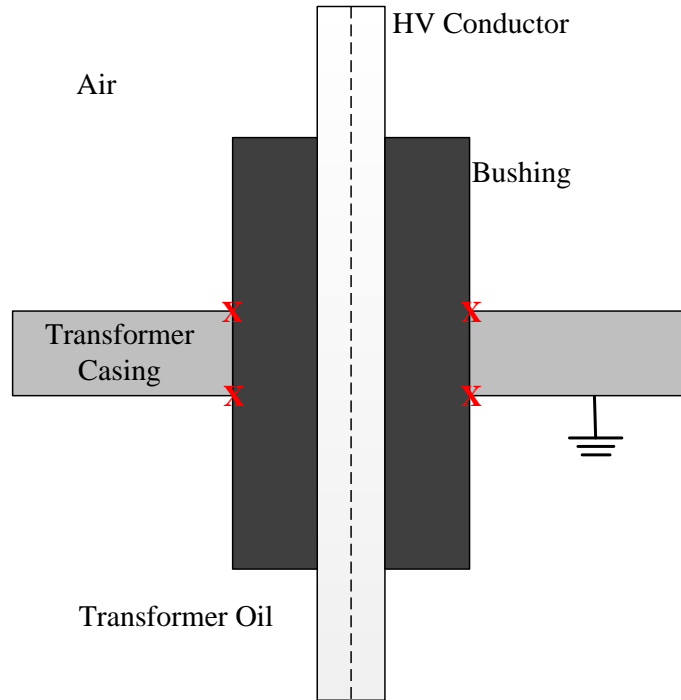 HV Conductor
Air
Bushing
X
X
Transformer
Casing
X
X
Transformer Oil